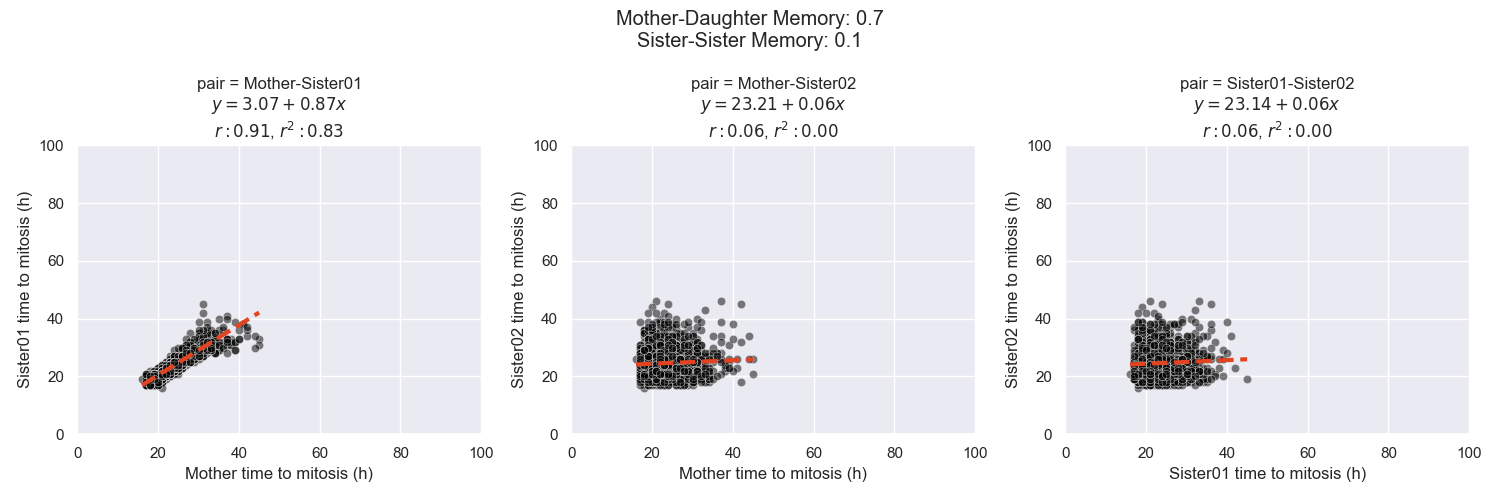 Mother-Daughter Memory: 0.7
Sister-Sister Memory: 0.1
pair = Mother-Sister01
y = 3.07 + 0.87x
r : 0.91, r² : 0.83
100
80
60
40
20
0
Sister01 time to mitosis (h)
0 20 40 60 80 100
Mother time to mitosis (h)
pair = Mother-Sister02
y = 23.21 + 0.06x
r : 0.06, r² : 0.00
100
80
60
40
20
0
Sister02 time to mitosis (h)
0 20 40 60 80 100
Mother time to mitosis (h)
pair = Sister01-Sister02
y = 23.14 + 0.06x
r : 0.06, r² : 0.00
100
80
60
40
20
0
Sister02 time to mitosis (h)
0 20 40 60 80 100
Sister01 time to mitosis (h)